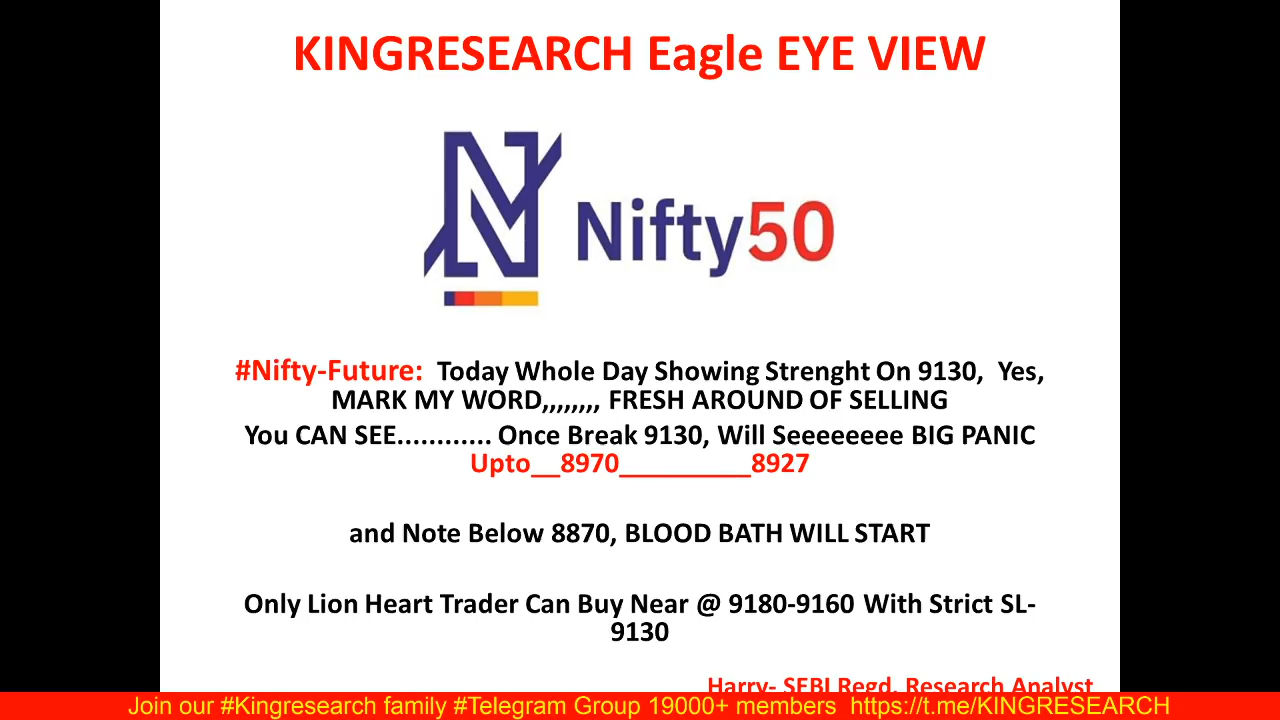 KINGRESEARCH Eagle EYE VIEW
Nifty50
#Nifty-Future: Today Whole Day Showing Strenght On 9130, Yes,
MARK MY WORD,,,,,,,, FRESH AROUND OF SELLING
You CAN SEE............ Once Break 9130, Will Seeeeeeee BIG PANIC
Upto__8970_________8927
and Note Below 8870, BLOOD BATH WILL START
Only Lion Heart Trader Can Buy Near @ 9180-9160 With Strict SL-
9130
Harry- SEBI Regd. Research Analyst
Join our #Kingresearch family #Telegram Group 19000+ members https://t.me/KINGRESEARCH